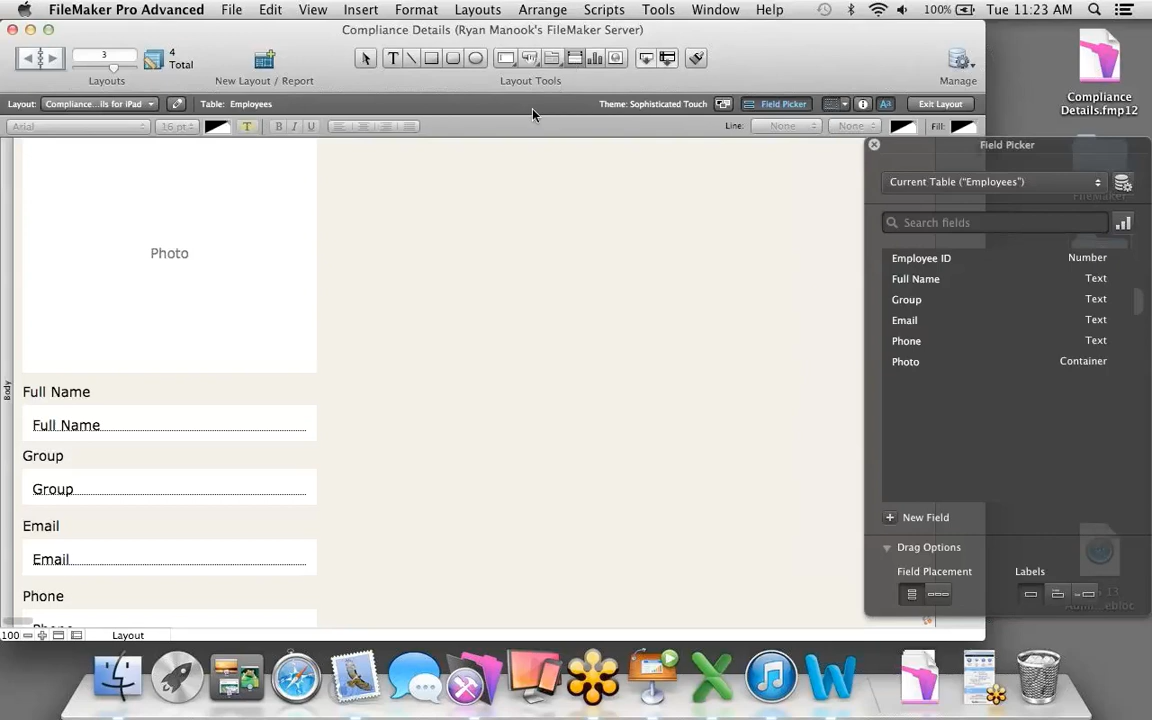 FileMaker Pro Advanced File Edit View Insert Format Layouts Arrange Scripts Tools Window Help 100% Tue 11:23 AM
Compliance Details (Ryan Manook's FileMaker Server)
3
4
Total
Layouts
New Layout / Report
Layout Tools
Manage
Compliance
Details.fmp12
Layout: Compliance...lls for iPad Table: Employees Theme: Sophisticated Touch Field Picker Aa Exit Layout
Arial 16 pt T B I U Line: None None Fill:
Field Picker
Current Table ("Employees")
Search fields
Employee ID Number
Full Name Text
Group Text
Email Text
Phone Text
Photo Container
New Field
Drag Options
Field Placement Labels
Photo
Body
Full Name
Full Name
Group
Group
Email
Email
Phone
100 Layout